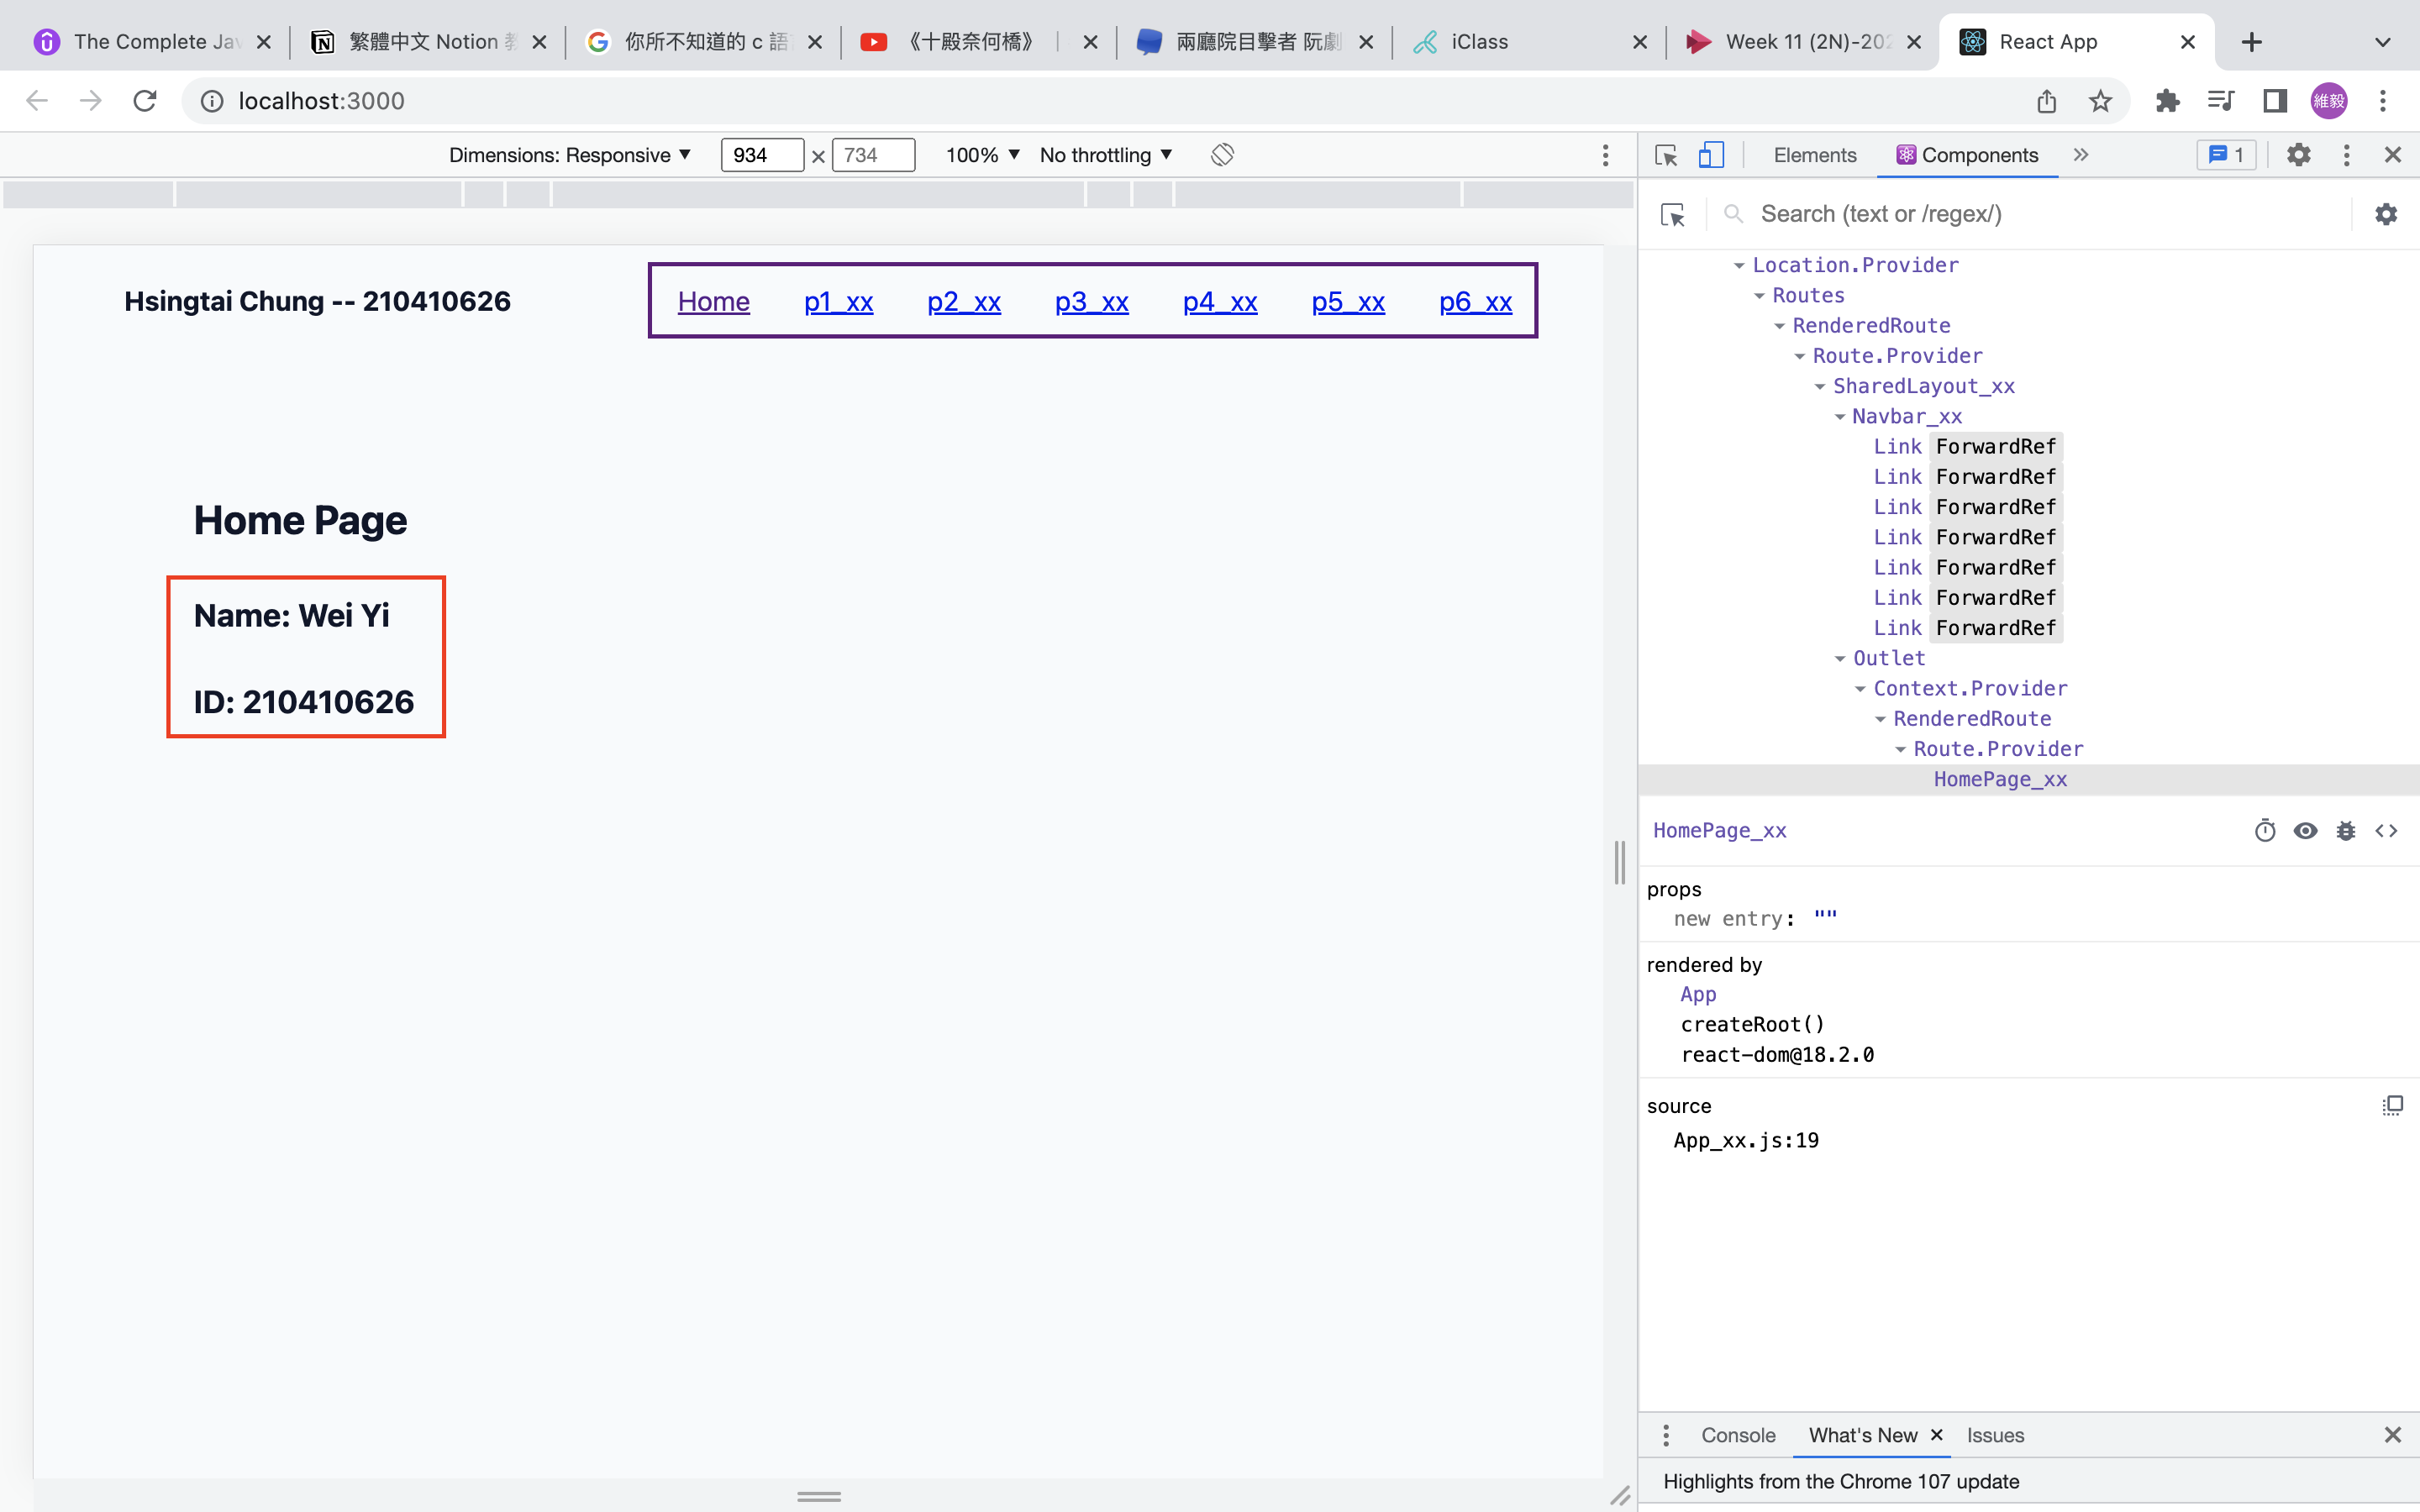 The Complete Jav
繁體中文 Notion
你所不知道的 c 語
《十殿奈何橋》
兩廳院目擊者 阮劇
iClass
Week 11 (2N)-202
React App
localhost:3000
維毅
Dimensions: Responsive 934 × 734 100% No throttling
Elements
Components
1
Search (text or /regex/)
Hsingtai Chung -- 210410626
Home p1_xx p2_xx p3_xx p4_xx p5_xx p6_xx
Home Page
Name: Wei Yi
ID: 210410626
Location.Provider
Routes
RenderedRoute
Route.Provider
SharedLayout_xx
Navbar_xx
Link ForwardRef
Link ForwardRef
Link ForwardRef
Link ForwardRef
Link ForwardRef
Link ForwardRef
Link ForwardRef
Outlet
Context.Provider
RenderedRoute
Route.Provider
HomePage_xx
HomePage_xx
props
new entry: ""
rendered by
App
createRoot()
react-dom@18.2.0
source
App_xx.js:19
Console What's New Issues
Highlights from the Chrome 107 update